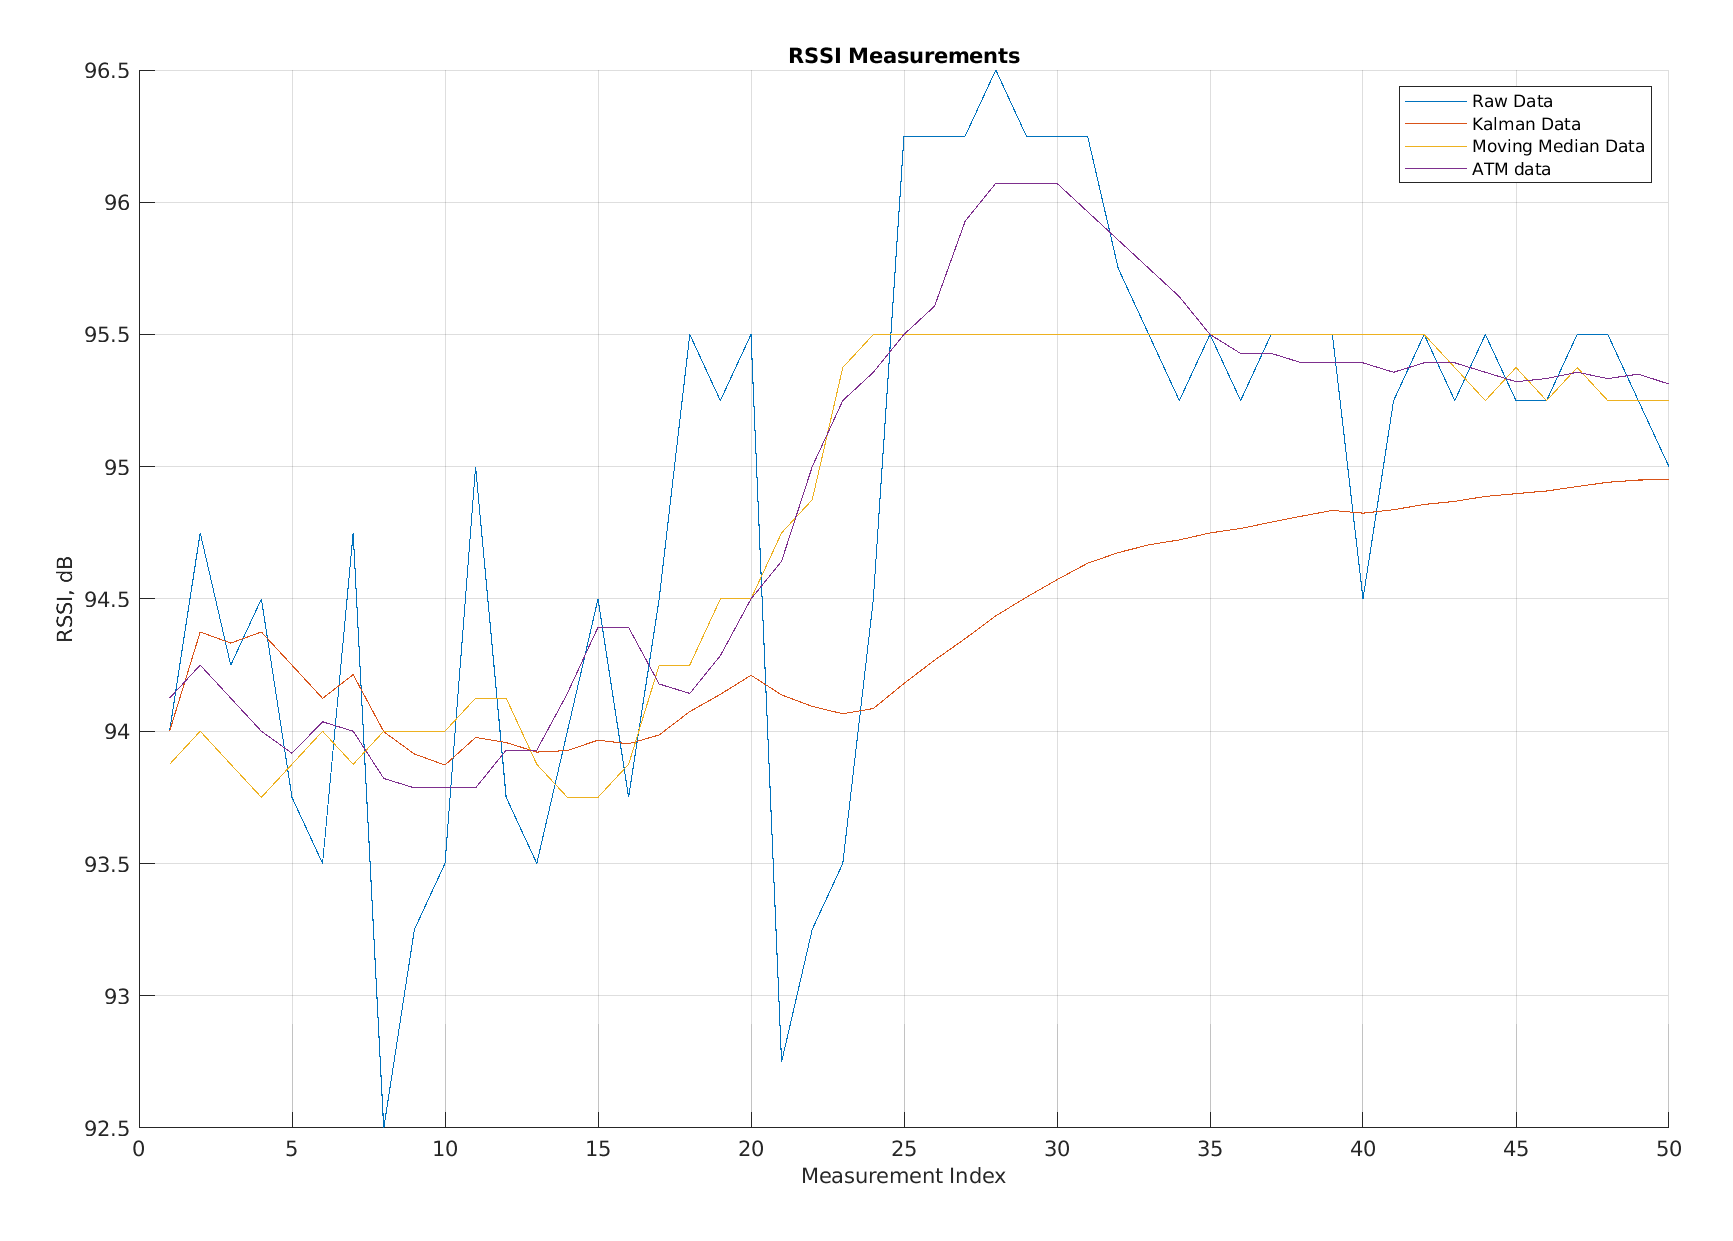 RSSI Measurements
96.5
96
95.5
95
94.5
94
93.5
93
92.5
RSSI, dB
0 5 10 15 20 25 30 35 40 45 50
Measurement Index
Raw Data
Kalman Data
Moving Median Data
ATM data